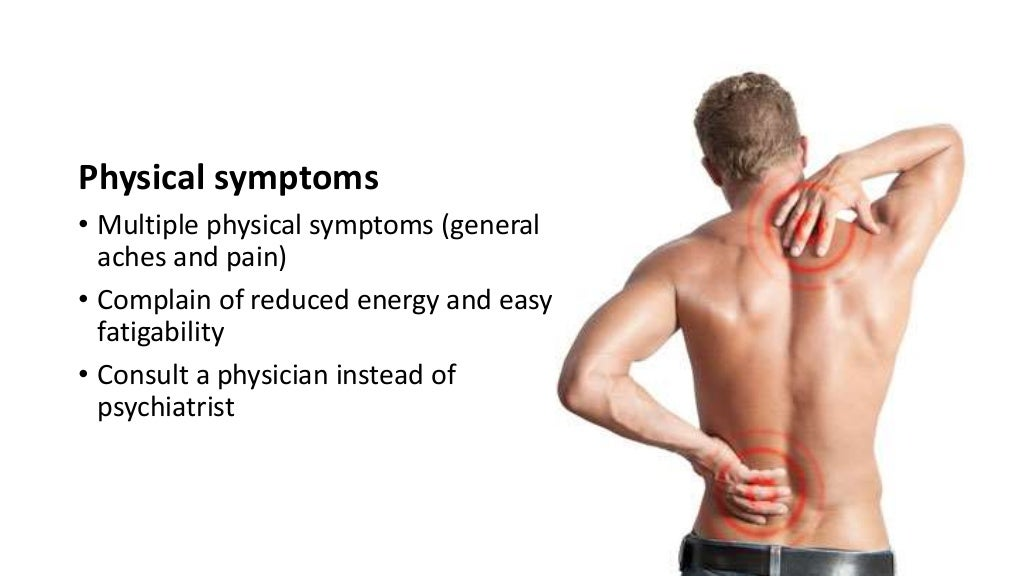 Physical symptoms
• Multiple physical symptoms (general
aches and pain)
• Complain of reduced energy and easy
fatigability
• Consult a physician instead of
psychiatrist